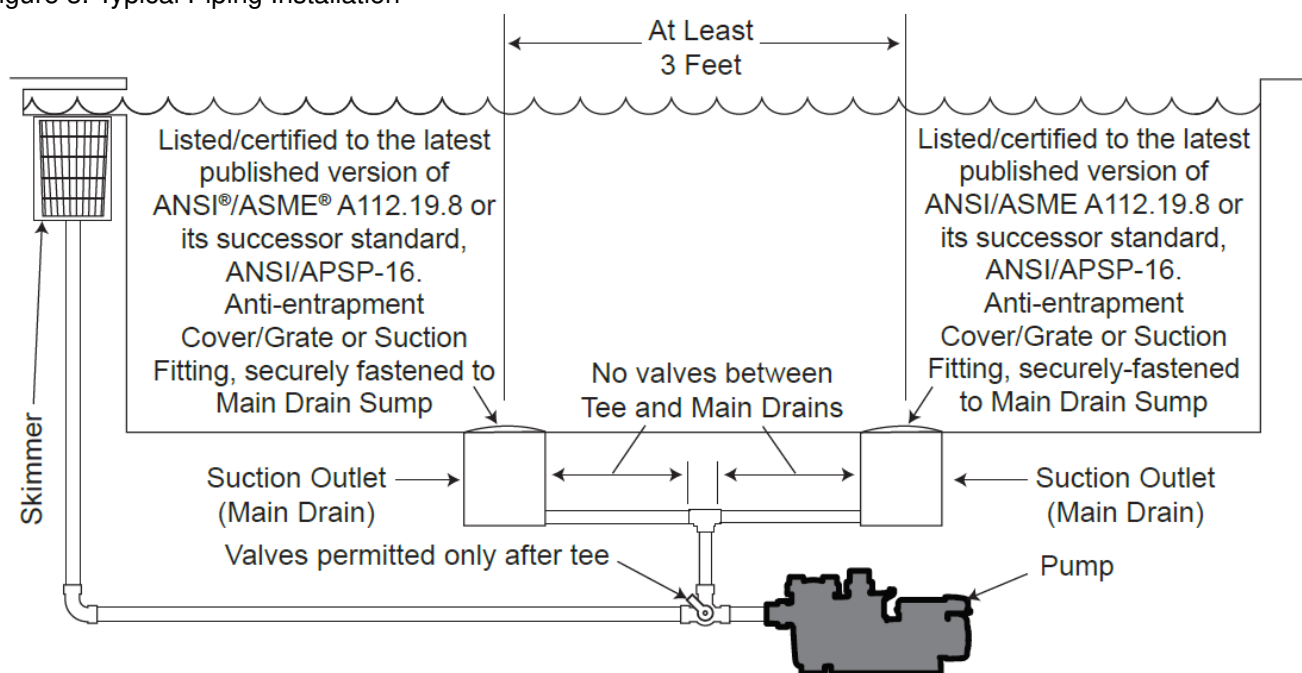 Figure 3. Typical Piping Installation
At Least
3 Feet
Listed/certified to the latest
published version of
ANSI®/ASME® A112.19.8 or
its successor standard,
ANSI/APSP-16.
Anti-entrapment
Cover/Grate or Suction
Fitting, securely fastened to
Main Drain Sump
Listed/certified to the latest
published version of
ANSI/ASME A112.19.8 or
its successor standard,
ANSI/APSP-16.
Anti-entrapment
Cover/Grate or Suction
Fitting, securely-fastened
to Main Drain Sump
No valves between
Tee and Main Drains
Skimmer
Suction Outlet
(Main Drain)
Suction Outlet
(Main Drain)
Valves permitted only after tee
Pump